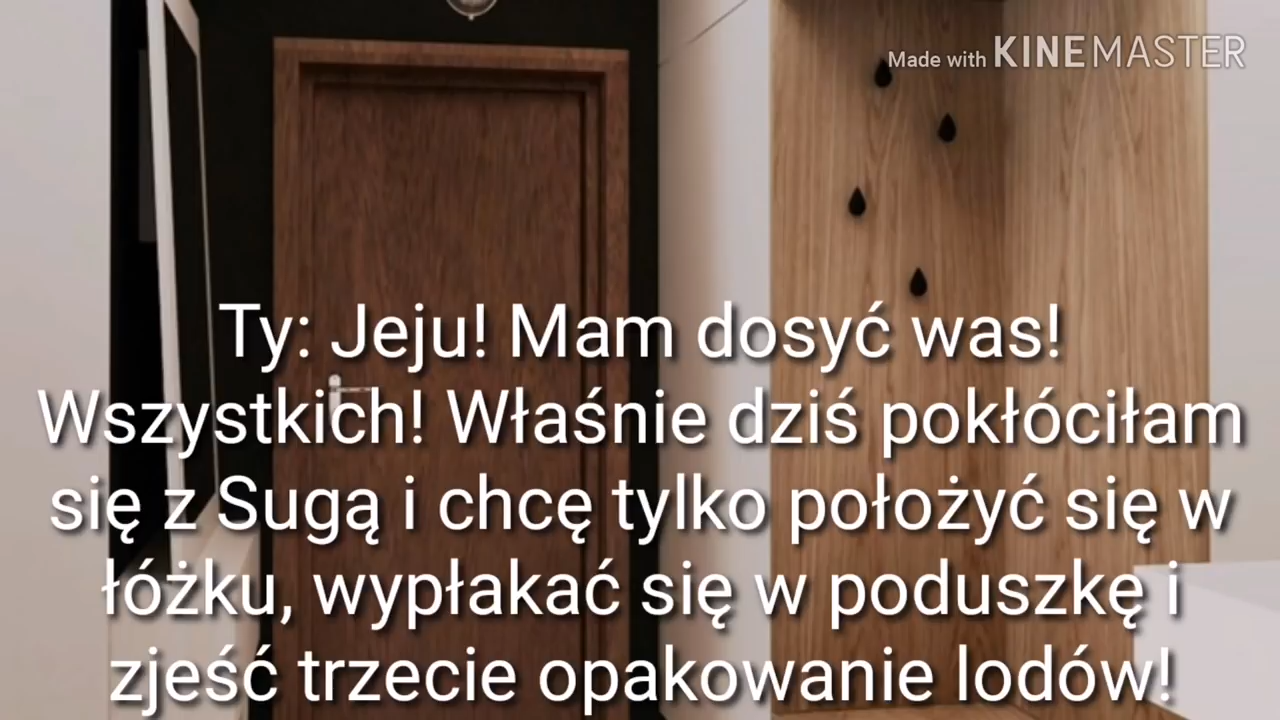 Made with KINEMASTER
Ty: Jeju! Mam dosyć was!
Wszystkich! Właśnie dziś pokłóciłam
się z Sugą i chcę tylko położyć się w
łóżku, wypłakać się w poduszkę i
zjeść trzecie opakowanie lodów!